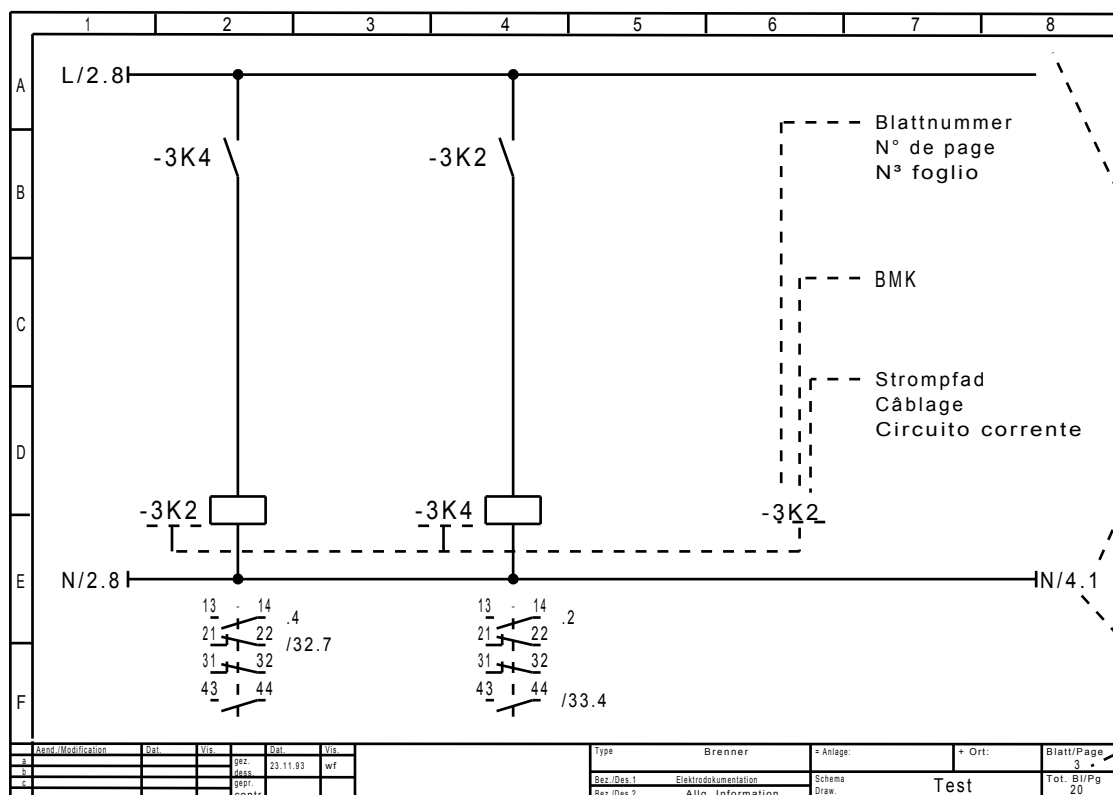 1 2 3 4 5 6 7 8
A
B
C
D
E
F
L/2.8
-3K4
-3K2
Blattnummer
N° de page
N³ foglio
BMK
Strompfad
Câblage
Circuito corrente
-3K2
-3K4
-3K2
N/2.8
N/4.1
13 - 14
.4
21 22
/32.7
31 32
43 44
13 - 14
.2
21 22
31 32
43 44
/33.4
Aend./Modification Dat. Vis. Dat. Vis.
a
b
c
gez.
dess.
23.11.93 wf
gepr.
contr.
Type Brenner
Bez./Des.1 Elektrodokumentation
Bez./Des.2 Allg. Information
= Anlage:
+ Ort:
Schema
Draw.
Test
Blatt/Page
3
Tot. Bl/Pg
20